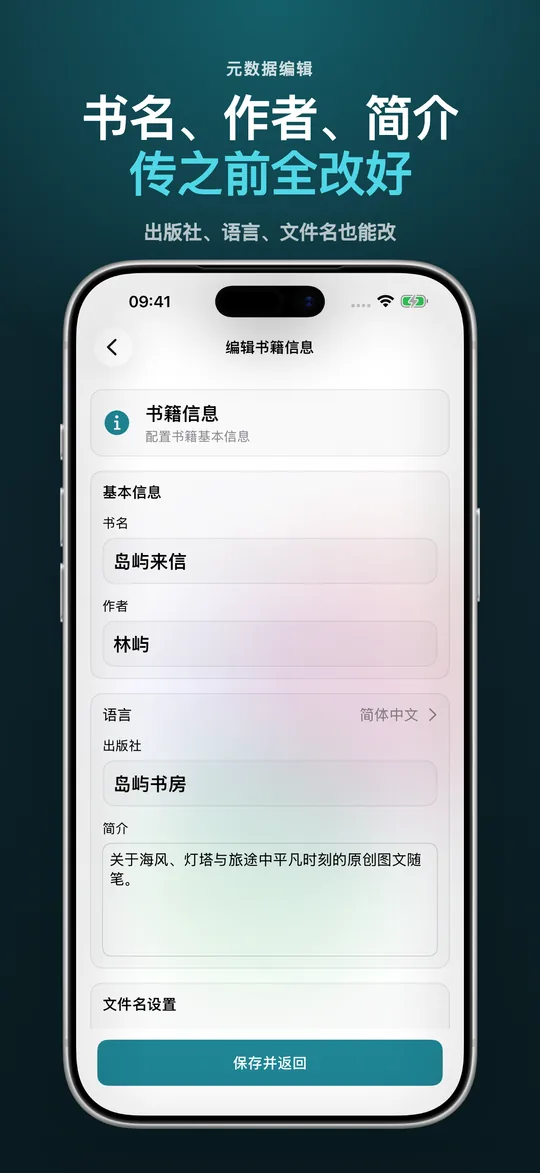 元数据编辑
书名、作者、简介
传之前全改好
出版社、语言、文件名也能改
09:41
编辑书籍信息
书籍信息
配置书籍基本信息
基本信息
书名
岛屿来信
作者
林屿
语言 简体中文
出版社
岛屿书房
简介
关于海风、灯塔与旅途中平凡时刻的原创图文随
笔。
文件名设置
保存并返回